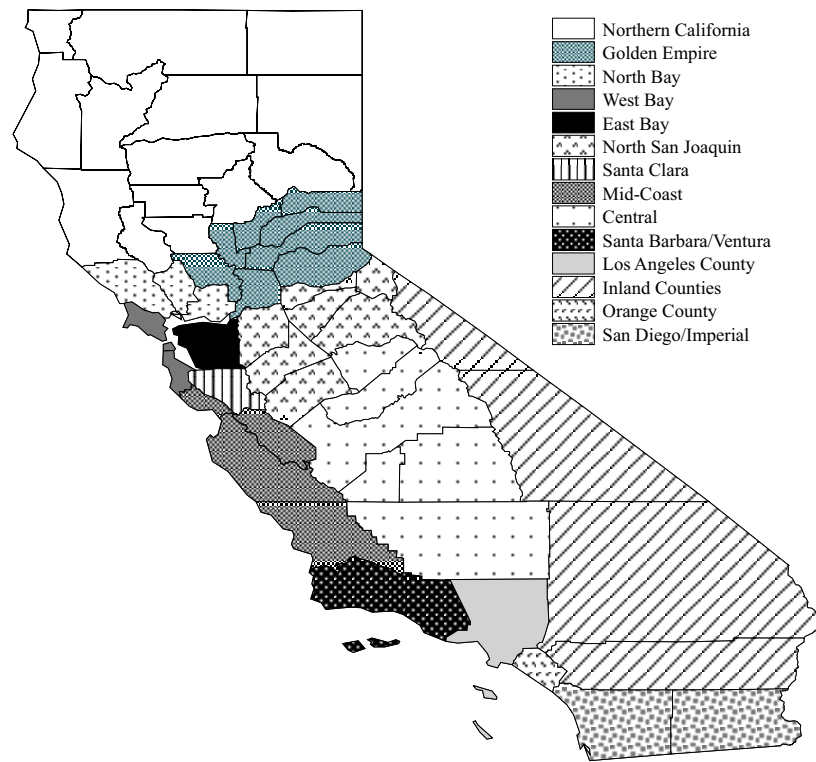 Northern California
Golden Empire
North Bay
West Bay
East Bay
North San Joaquin
Santa Clara
Mid-Coast
Central
Santa Barbara/Ventura
Los Angeles County
Inland Counties
Orange County
San Diego/Imperial